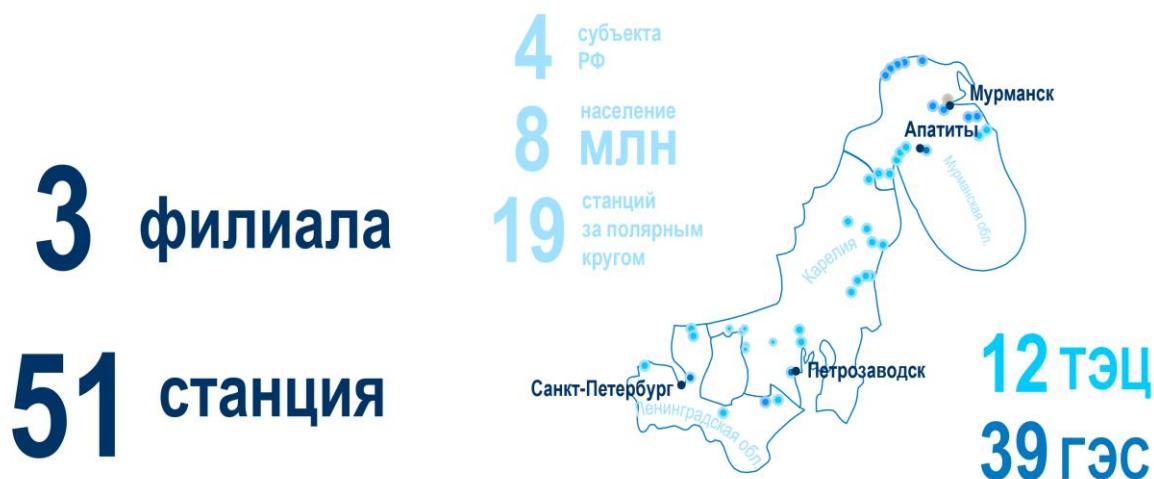 3 филиала
51 станция
4 субъекта
РФ
8 население
МЛН
19 станций
за полярным
кругом
Мурманск
Апатиты
Мурманская обл.
Карелия
Петрозаводск
Санкт-Петербург
Ленинградская обл.
12 ТЭЦ
39 ГЭС